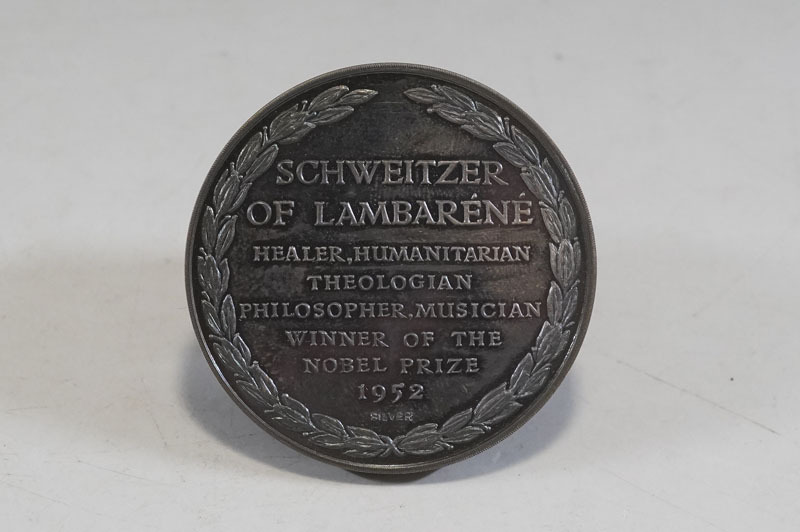 SCHWEITZER
OF LAMBARÉNÉ
HEALER, HUMANITARIAN
THEOLOGIAN
PHILOSOPHER. MUSICIAN
WINNER OF THE
NOBEL PRIZE
1952
SILVER